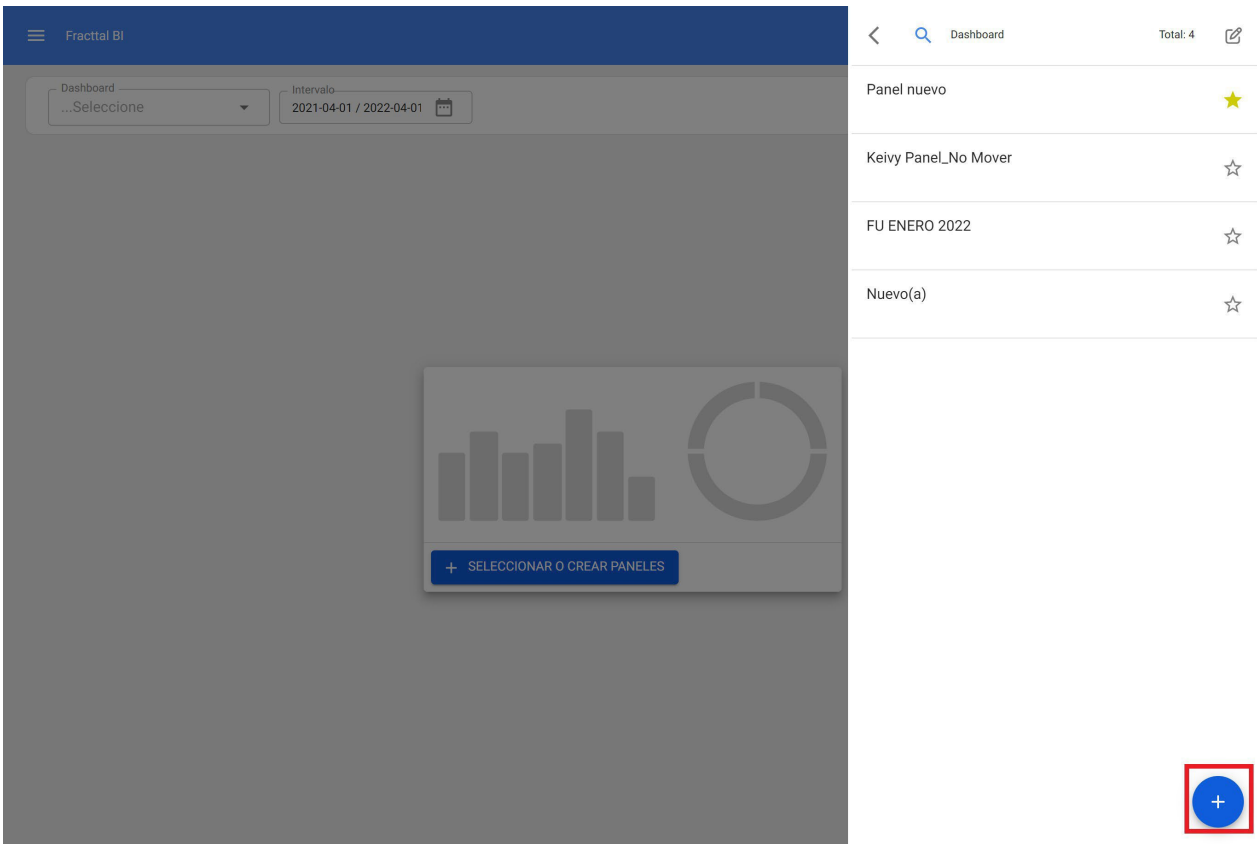 Fracttal BI
Dashboard
...Seleccione
Intervalo
2021-04-01 / 2022-04-01
SELECCIONAR O CREAR PANELES
Dashboard
Total: 4
Panel nuevo
Keivy Panel_No Mover
FU ENERO 2022
Nuevo(a)